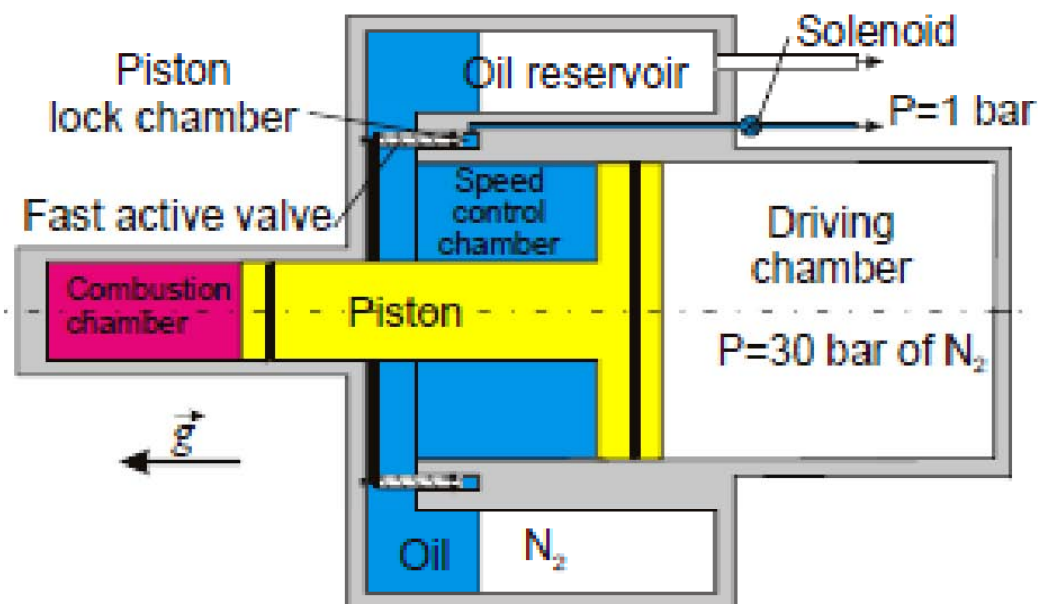 Solenoid
Piston
lock chamber
Oil reservoir
P=1 bar
Fast active valve
Speed
control
chamber
Driving
chamber
Combustion
chamber
Piston
P=30 bar of N₂
g
Oil
N₂